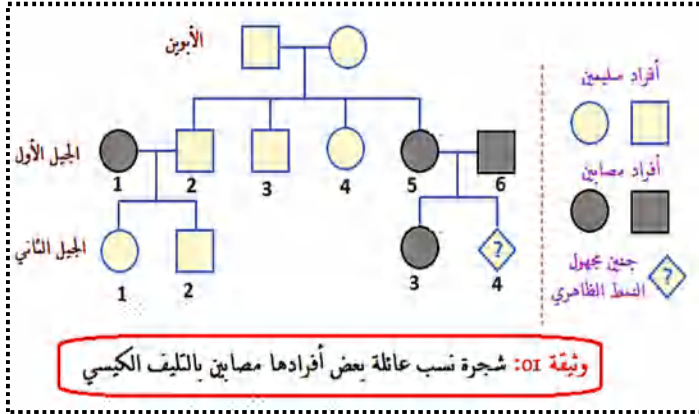 الأبوين
أفراد سليمين
الجيل الأول
1 2 3 4 5 6
أفراد مصابين
الجيل الثاني
?
1 2 3 4
جنين مجهول ?
النمط الظاهري
وثيقة 01: شجرة نسب عائلة بعض أفرادها مصابين بالتليف الكيسي